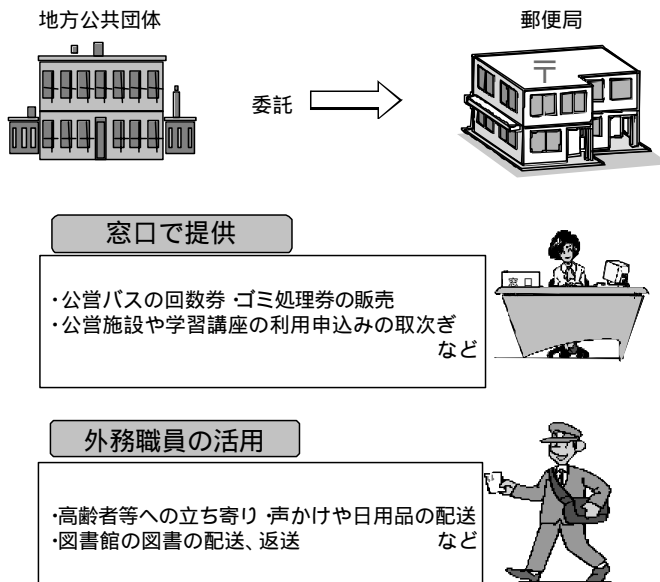 地方公共団体
郵便局
委託
〒
窓口で提供
・公営バスの回数券・ゴミ処理券の販売
・公営施設や学習講座の利用申込みの取次ぎ
など
窓口
外務職員の活用
・高齢者等への立ち寄り・声かけや日用品の配送
・図書館の図書の配送、返送 など